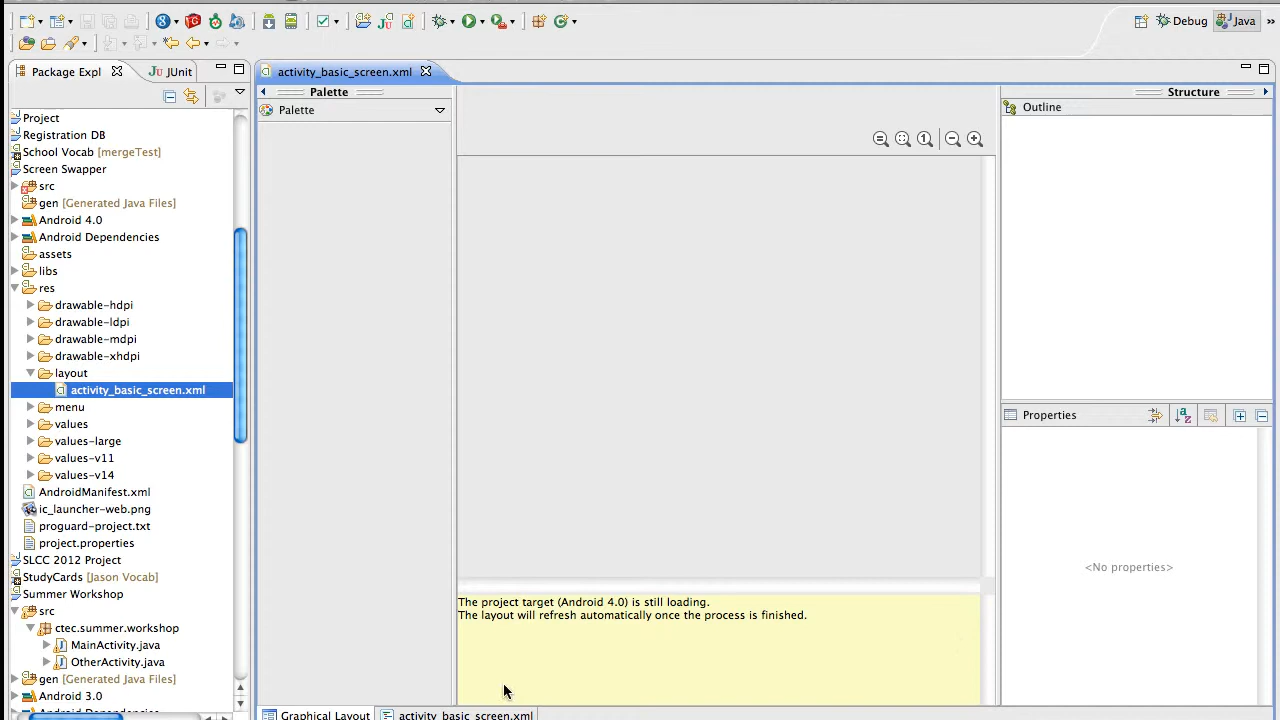 Debug
Java
Package Expl
JUnit
activity_basic_screen.xml
Palette
Structure
Palette
Outline
Project
Registration DB
School Vocab [mergeTest]
Screen Swapper
src
gen [Generated Java Files]
Android 4.0
Android Dependencies
assets
libs
res
drawable-hdpi
drawable-ldpi
drawable-mdpi
drawable-xhdpi
layout
activity_basic_screen.xml
menu
values
values-large
values-v11
values-v14
AndroidManifest.xml
ic_launcher-web.png
proguard-project.txt
project.properties
SLCC 2012 Project
StudyCards [Jason Vocab]
Summer Workshop
src
ctec.summer.workshop
MainActivity.java
OtherActivity.java
gen [Generated Java Files]
Android 3.0
Android Dependencies
Properties
<No properties>
The project target (Android 4.0) is still loading.
The layout will refresh automatically once the process is finished.
Graphical Layout
activity_basic_screen.xml